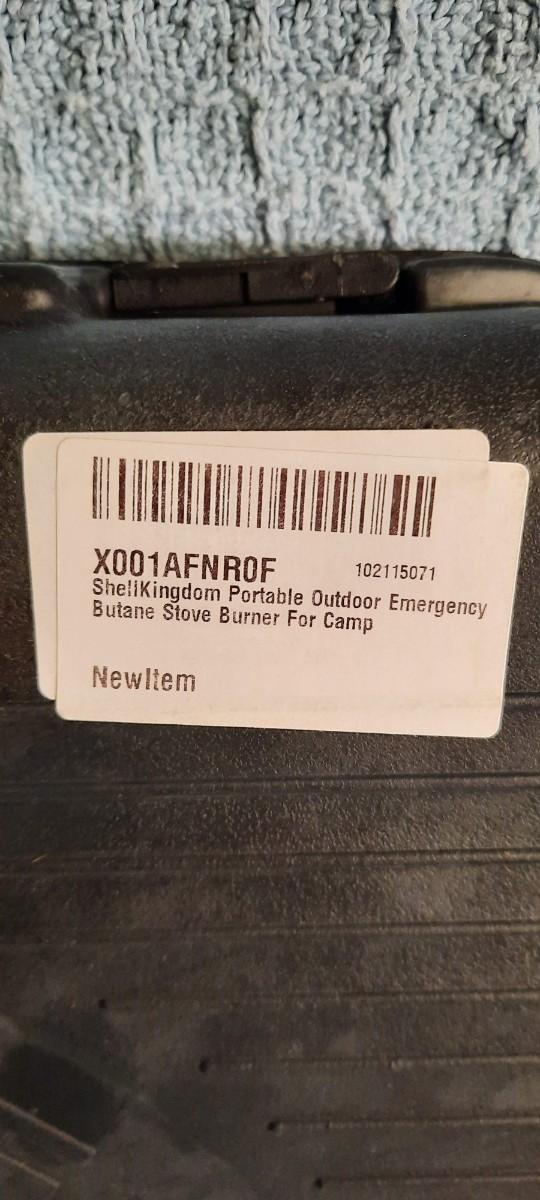 X001AFNR0F 102115071
ShellKingdom Portable Outdoor Emergency
Butane Stove Burner For Camp
NewItem